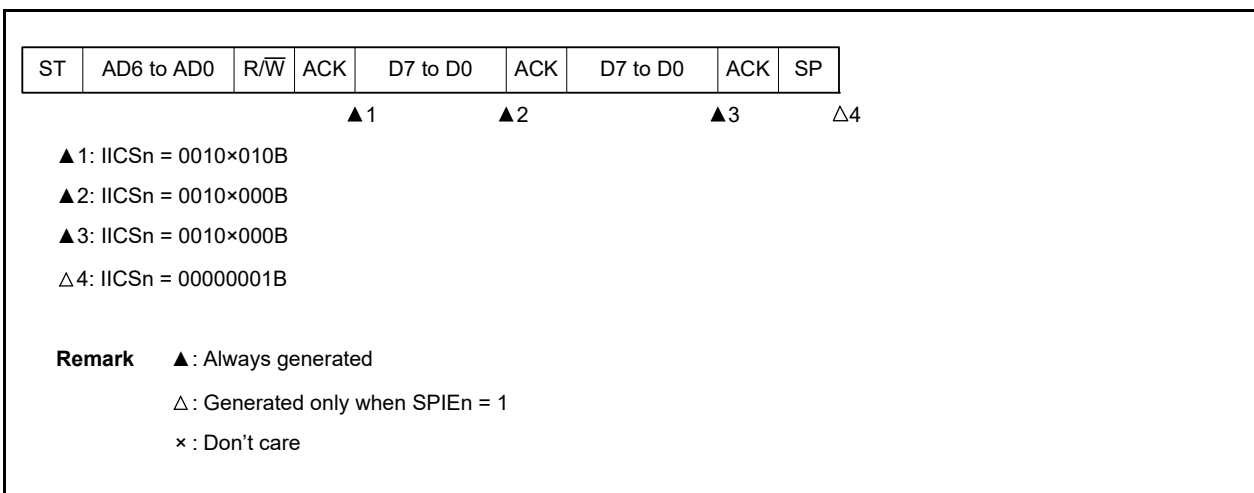 ST AD6 to AD0 R/W̅ ACK D7 to D0 ACK D7 to D0 ACK SP
▲1 ▲2 ▲3 △4
▲1: IICSn = 0010×010B
▲2: IICSn = 0010×000B
▲3: IICSn = 0010×000B
△4: IICSn = 00000001B
Remark ▲: Always generated
△: Generated only when SPIEn = 1
×: Don't care